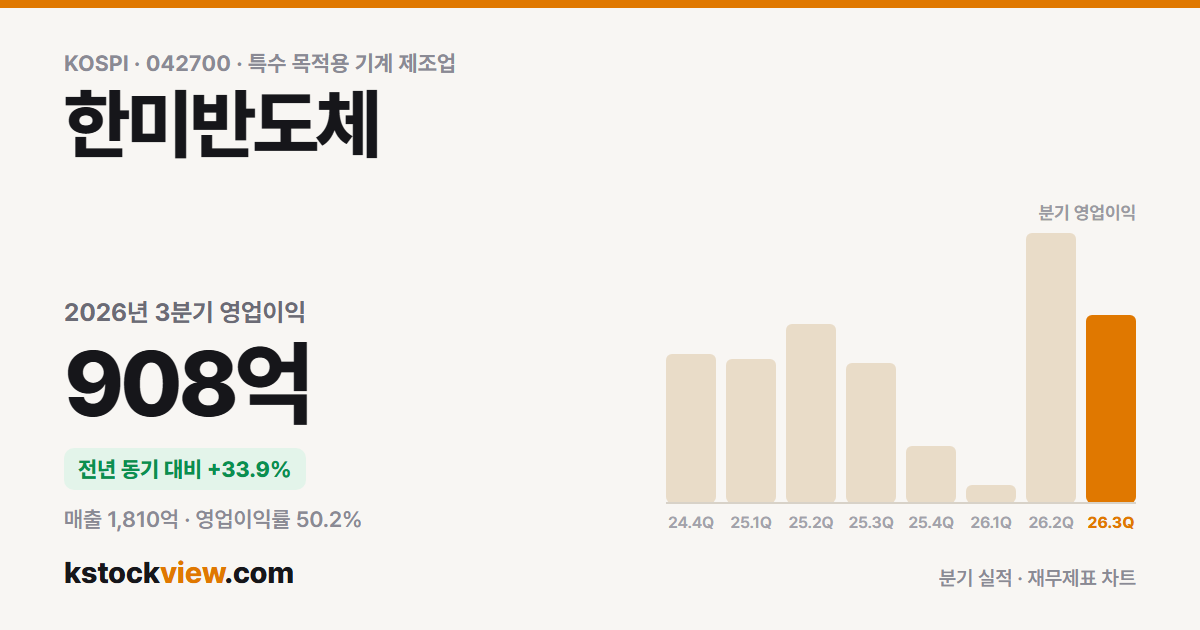 KOSPI · 042700 · 특수 목적용 기계 제조업
한미반도체
분기 영업이익
2026년 3분기 영업이익
908억
전년 동기 대비 +33.9%
매출 1,810억 · 영업이익률 50.2%
24.4Q 25.1Q 25.2Q 25.3Q 25.4Q 26.1Q 26.2Q 26.3Q
kstockview.com
분기 실적 · 재무제표 차트